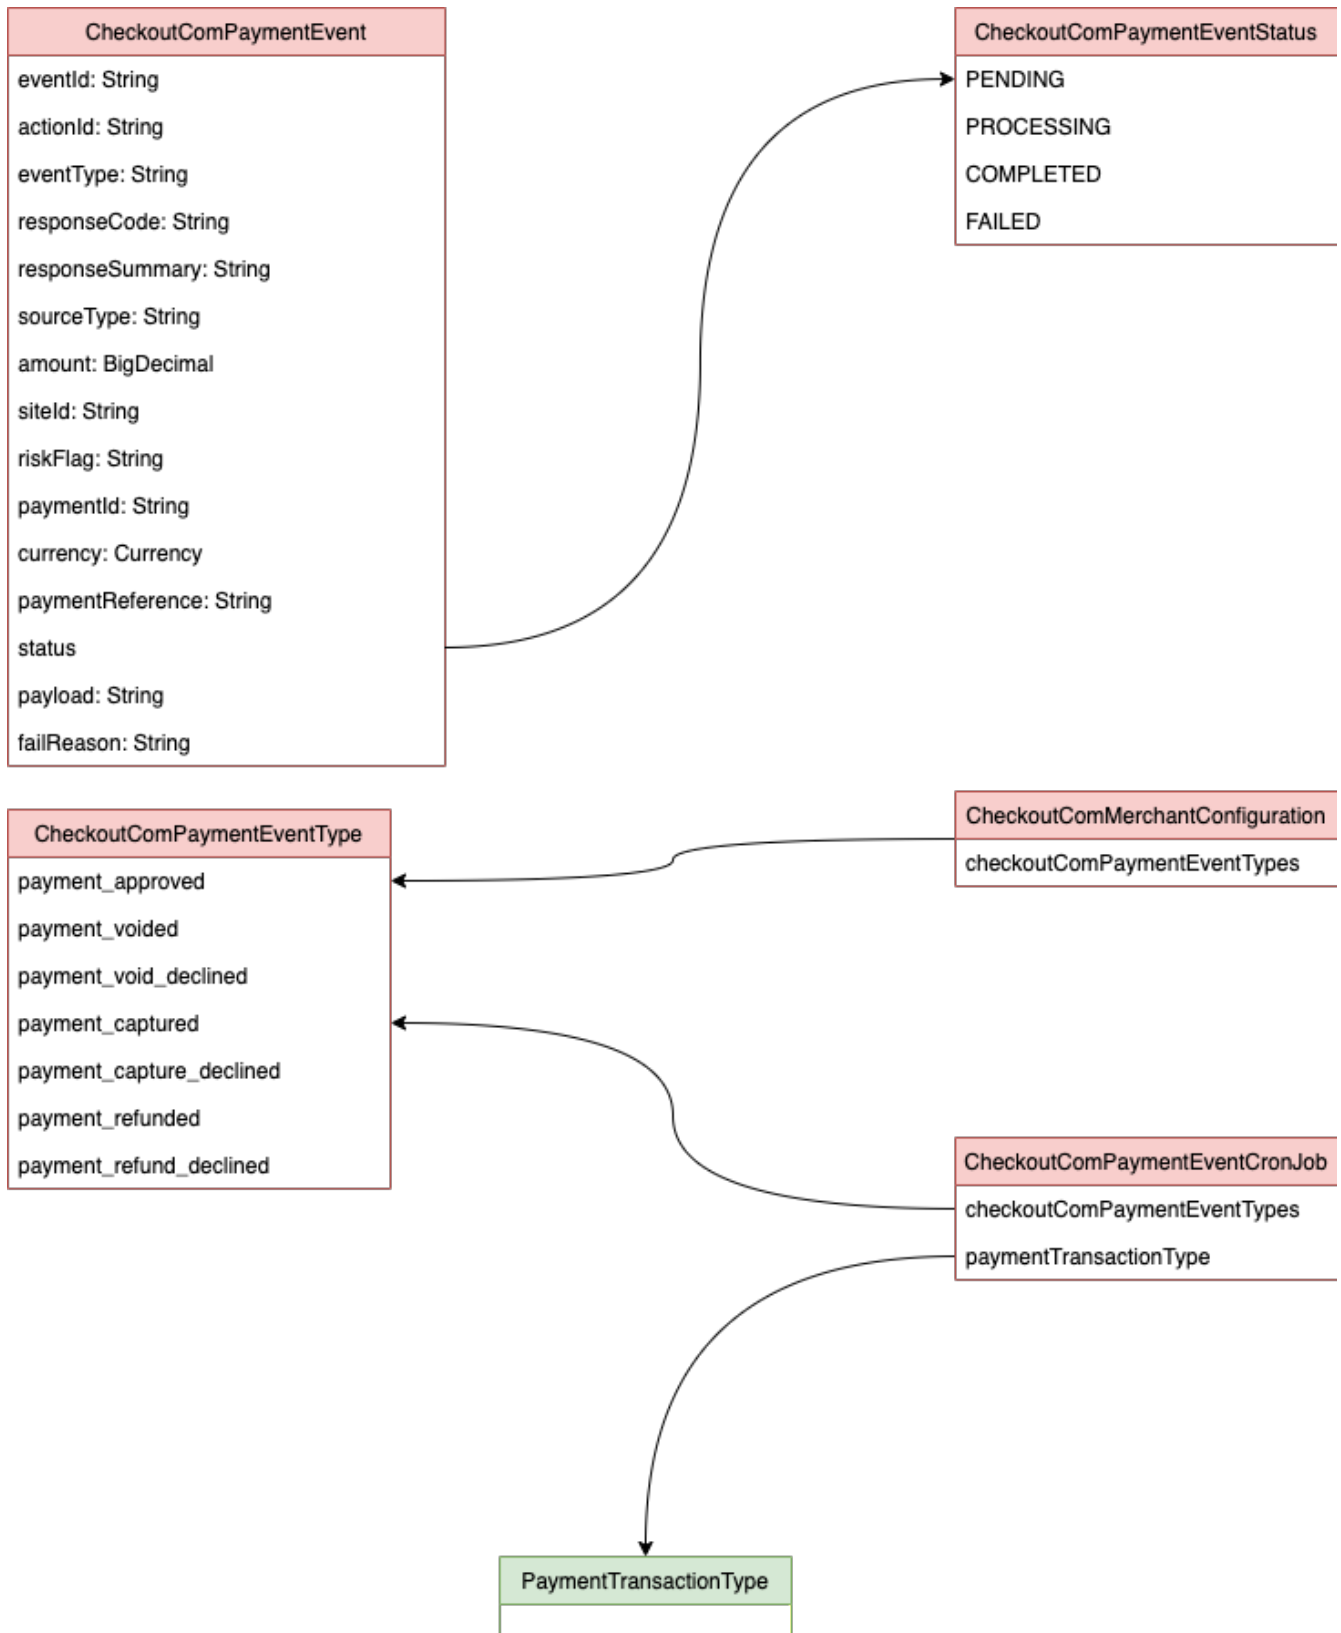 CheckoutComPaymentEvent
eventId: String
actionId: String
eventType: String
responseCode: String
responseSummary: String
sourceType: String
amount: BigDecimal
siteId: String
riskFlag: String
paymentId: String
currency: Currency
paymentReference: String
status
payload: String
failReason: String
CheckoutComPaymentEventStatus
PENDING
PROCESSING
COMPLETED
FAILED
CheckoutComPaymentEventType
payment_approved
payment_voided
payment_void_declined
payment_captured
payment_capture_declined
payment_refunded
payment_refund_declined
CheckoutComMerchantConfiguration
checkoutComPaymentEventTypes
CheckoutComPaymentEventCronJob
checkoutComPaymentEventTypes
paymentTransactionType
PaymentTransactionType